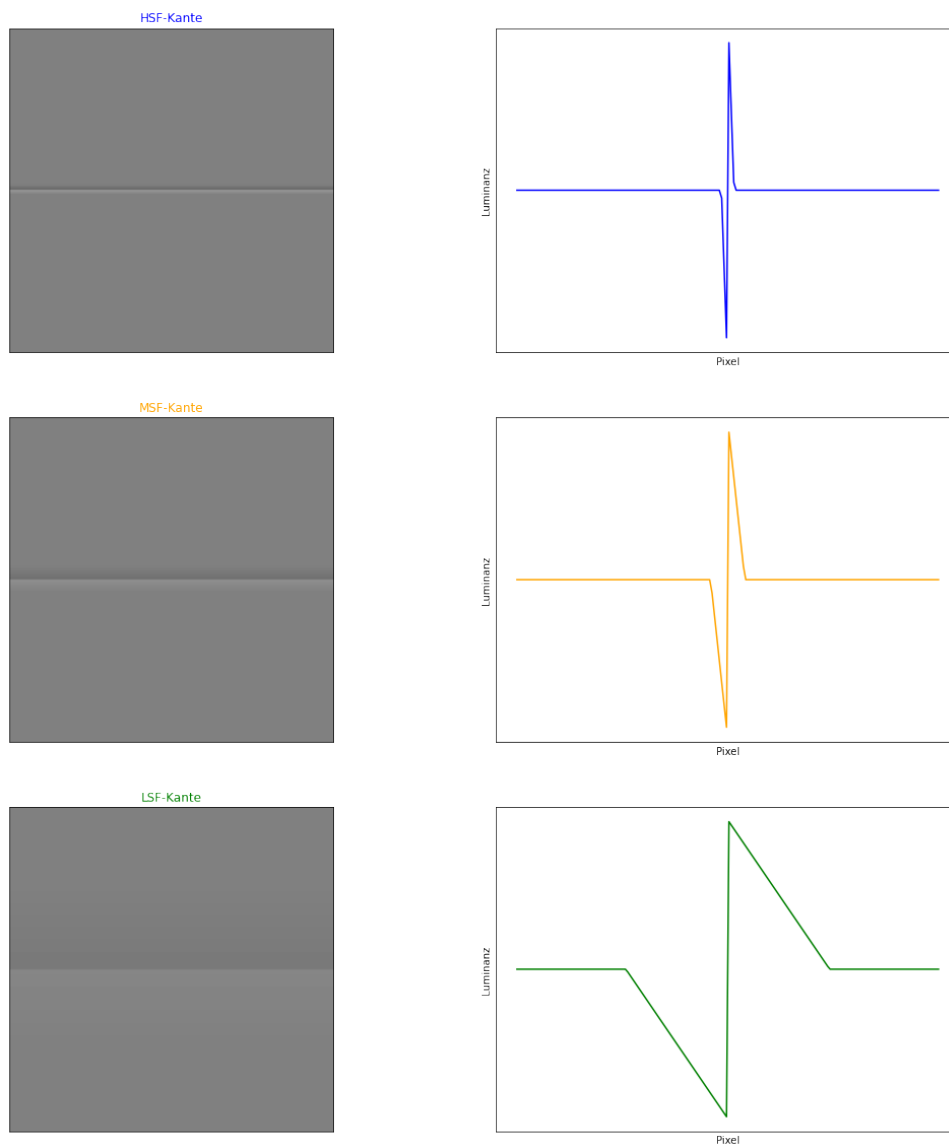 HSF-Kante
Luminanz
Pixel
MSF-Kante
Luminanz
Pixel
LSF-Kante
Luminanz
Pixel